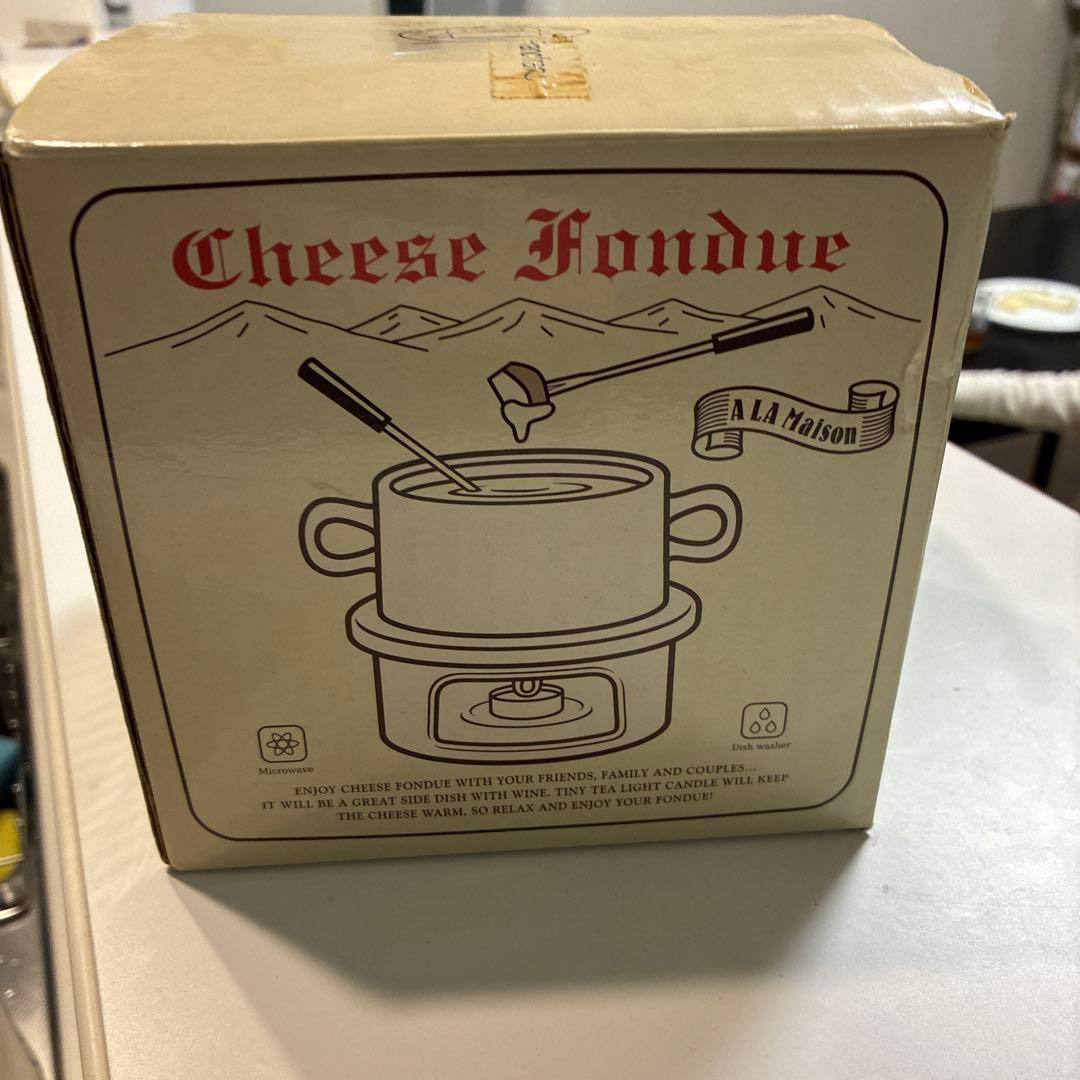 Cheese Fondue
A LA Maison
Microwave
Dish washer
ENJOY CHEESE FONDUE WITH YOUR FRIENDS, FAMILY AND COUPLES...
IT WILL BE A GREAT SIDE DISH WITH WINE. TINY TEA LIGHT CANDLE WILL KEEP
THE CHEESE WARM, SO RELAX AND ENJOY YOUR FONDUE!